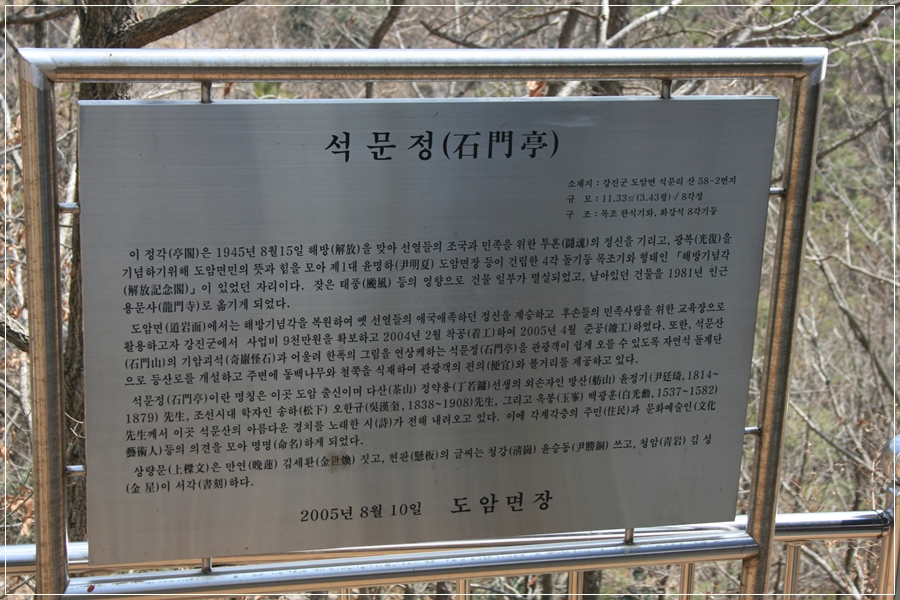 석 문 정(石門亭)
소재지 : 강진군 도암면 석문리 산 58-2번지
규 모 : 11.33㎡(3.43평) / 8각정
구 조 : 목조 한식기와, 화강석 8각기둥
이 정각(亭閣)은 1945년 8월15일 해방(解放)을 맞아 선열들의 조국과 민족을 위한 투혼(鬪魂)의 정신을 기리고, 광복(光復)을
기념하기위해 도암면민의 뜻과 힘을 모아 제1대 윤명하(尹明夏) 도암면장 등이 건립한 4각 돌기둥 목조기와 형태인 「해방기념각
(解放記念閣)」이 있었던 자리이다. 잦은 태풍(颱風) 등의 영향으로 건물 일부가 멸실되었고, 남아있던 건물을 1981년 인근
용문사(龍門寺)로 옮기게 되었다.
도암면(道岩面)에서는 해방기념각을 복원하여 옛 선열들의 애국애족하던 정신을 계승하고 후손들의 민족사랑을 위한 교육장으로
활용하고자 강진군에서 사업비 9천만원을 확보하고 2004년 2월 착공(着工)하여 2005년 4월 준공(竣工)하였다. 또한, 석문산
(石門山)의 기암괴석(奇巖怪石)과 어울려 한폭의 그림을 연상케하는 석문정(石門亭)을 관광객이 쉽게 오를 수 있도록 자연석 돌계단
으로 등산로를 개설하고 주변에 동백나무와 철쭉을 식재하여 관광객의 편의(便宜)와 볼거리를 제공하고 있다.
석문정(石門亭)이란 명칭은 이곳 도암 출신이며 다산(茶山) 정약용(丁若鏞)선생의 외손자인 방산(舫山) 윤정기(尹廷琦, 1814~
1879) 先生, 조선시대 학자인 송하(松下) 오한규(吳漢奎, 1838~1908)先生, 그리고 옥봉(玉峯) 백광훈(白光勳, 1537~1582)
先生께서 이곳 석문산의 아름다운 경치를 노래한 시(詩)가 전해 내려오고 있다. 이에 각계각층의 주민(住民)과 문화예술인(文化
藝術人)등의 의견을 모아 명명(命名)하게 되었다.
상량문(上樑文)은 만연(晩蓮) 김세환(金世煥) 짓고, 현판(懸板)의 글씨는 청강(淸崗) 윤승동(尹勝銅) 쓰고, 청암(靑岩) 김 성
(金 星)이 서각(書刻)하다.
2005년 8월 10일 도 암 면 장